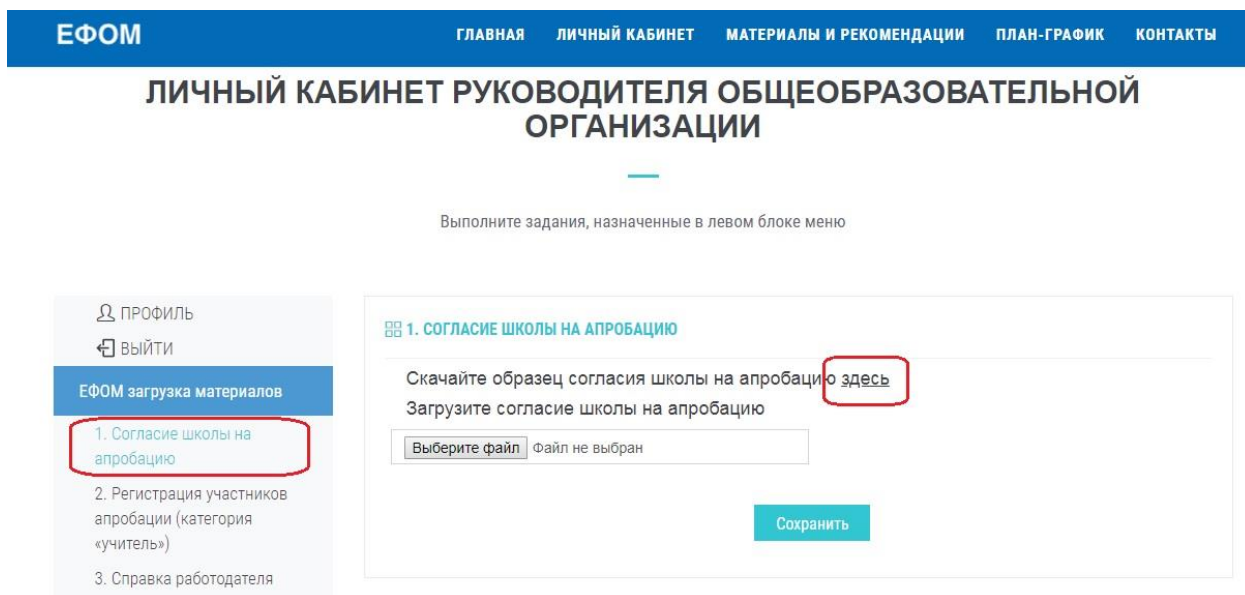 ЕФОМ
ГЛАВНАЯ ЛИЧНЫЙ КАБИНЕТ МАТЕРИАЛЫ И РЕКОМЕНДАЦИИ ПЛАН-ГРАФИК КОНТАКТЫ
ЛИЧНЫЙ КАБИНЕТ РУКОВОДИТЕЛЯ ОБЩЕОБРАЗОВАТЕЛЬНОЙ
ОРГАНИЗАЦИИ
Выполните задания, назначенные в левом блоке меню
ПРОФИЛЬ
ВЫЙТИ
ЕФОМ загрузка материалов
1. Согласие школы на
апробацию
2. Регистрация участников
апробации (категория
«учитель»)
3. Справка работодателя
1. СОГЛАСИЕ ШКОЛЫ НА АПРОБАЦИЮ
Скачайте образец согласия школы на апробацию здесь
Загрузите согласие школы на апробацию
Выберите файл Файл не выбран
Сохранить